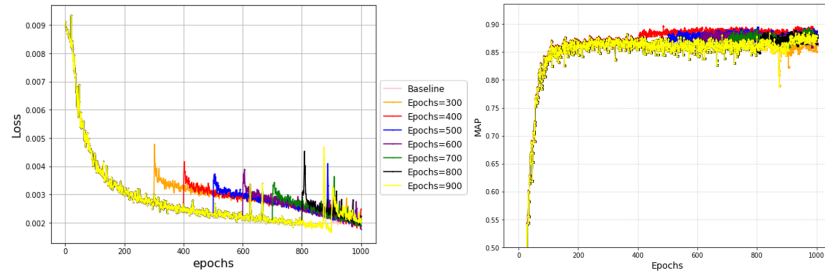 0.009
0.008
0.007
0.006
0.005
0.004
0.003
0.002
Loss
0
200
400
600
800
1000
epochs
Baseline
Epochs=300
Epochs=400
Epochs=500
Epochs=600
Epochs=700
Epochs=800
Epochs=900
0.90
0.85
0.80
0.75
0.70
0.65
0.60
0.55
0.50
MAP
0
200
400
600
800
1000
Epochs